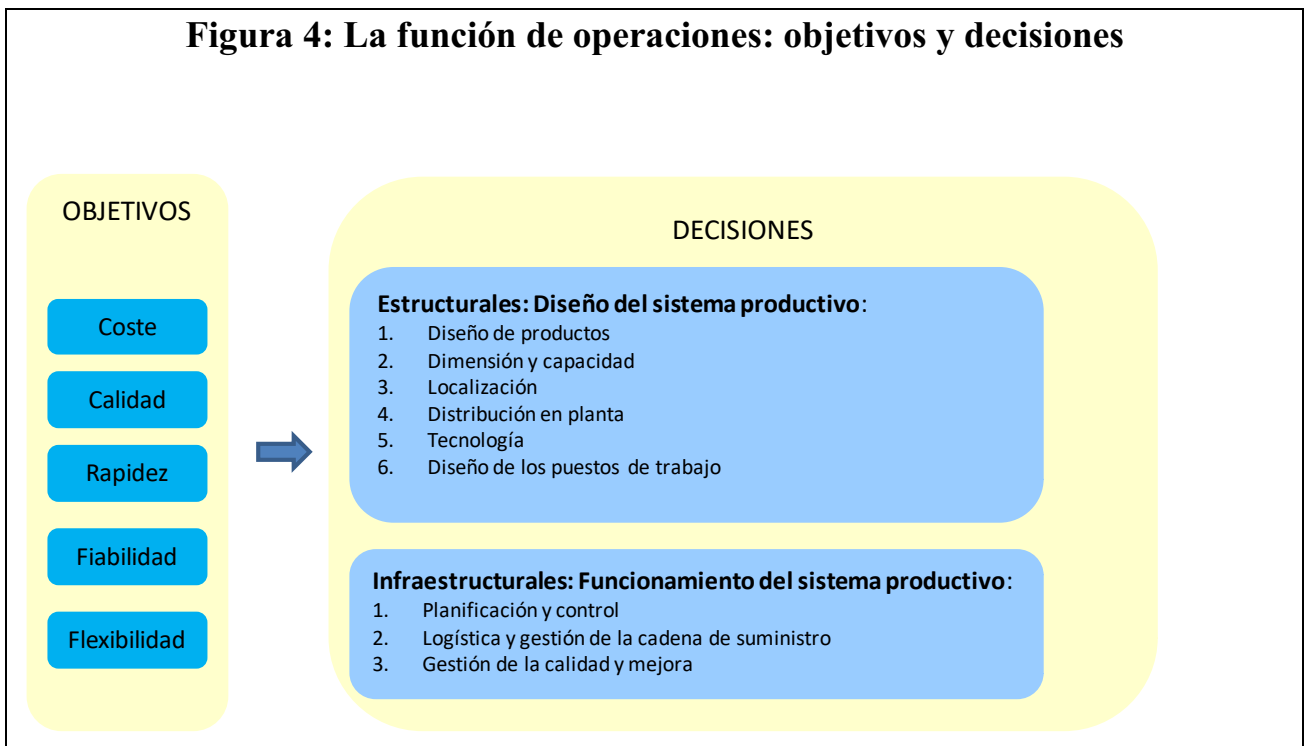 Figura 4: La función de operaciones: objetivos y decisiones
OBJETIVOS
Coste
Calidad
Rapidez
Fiabilidad
Flexibilidad
DECISIONES
Estructurales: Diseño del sistema productivo:
1. Diseño de productos
2. Dimensión y capacidad
3. Localización
4. Distribución en planta
5. Tecnología
6. Diseño de los puestos de trabajo
Infraestructurales: Funcionamiento del sistema productivo:
1. Planificación y control
2. Logística y gestión de la cadena de suministro
3. Gestión de la calidad y mejora